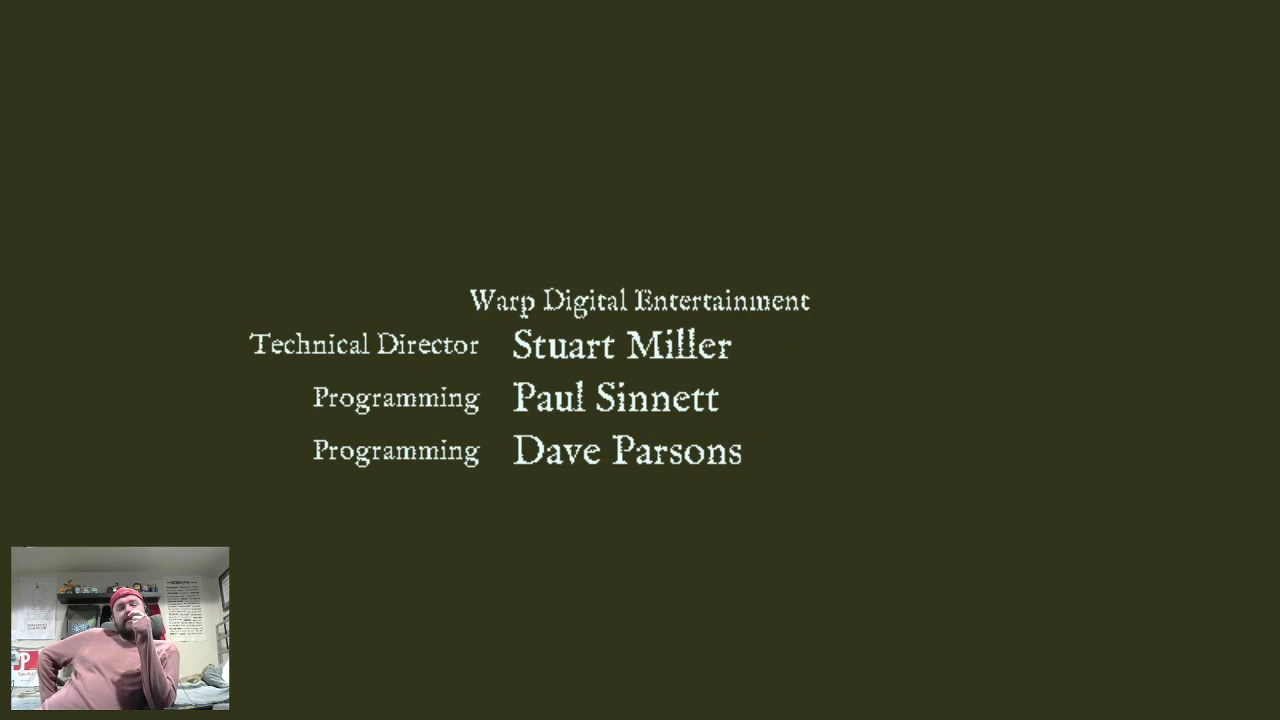 Warp Digital Entertainment
Technical Director Stuart Miller
Programming Paul Sinnett
Programming Dave Parsons